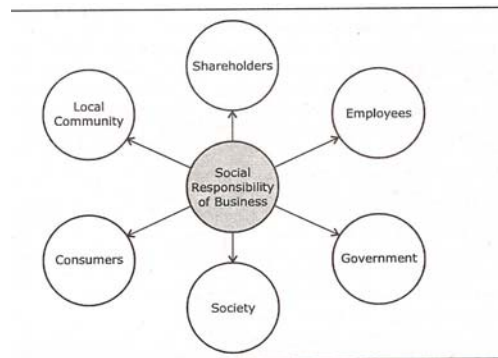 Shareholders
Local
Community
Employees
Social
Responsibility
of Business
Consumers
Government
Society